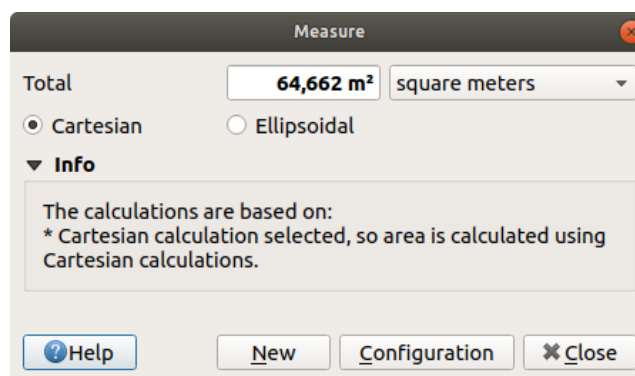 Measure
Total 64,662 m² square meters
Cartesian Ellipsoidal
Info
The calculations are based on:
* Cartesian calculation selected, so area is calculated using
Cartesian calculations.
Help New Configuration Close